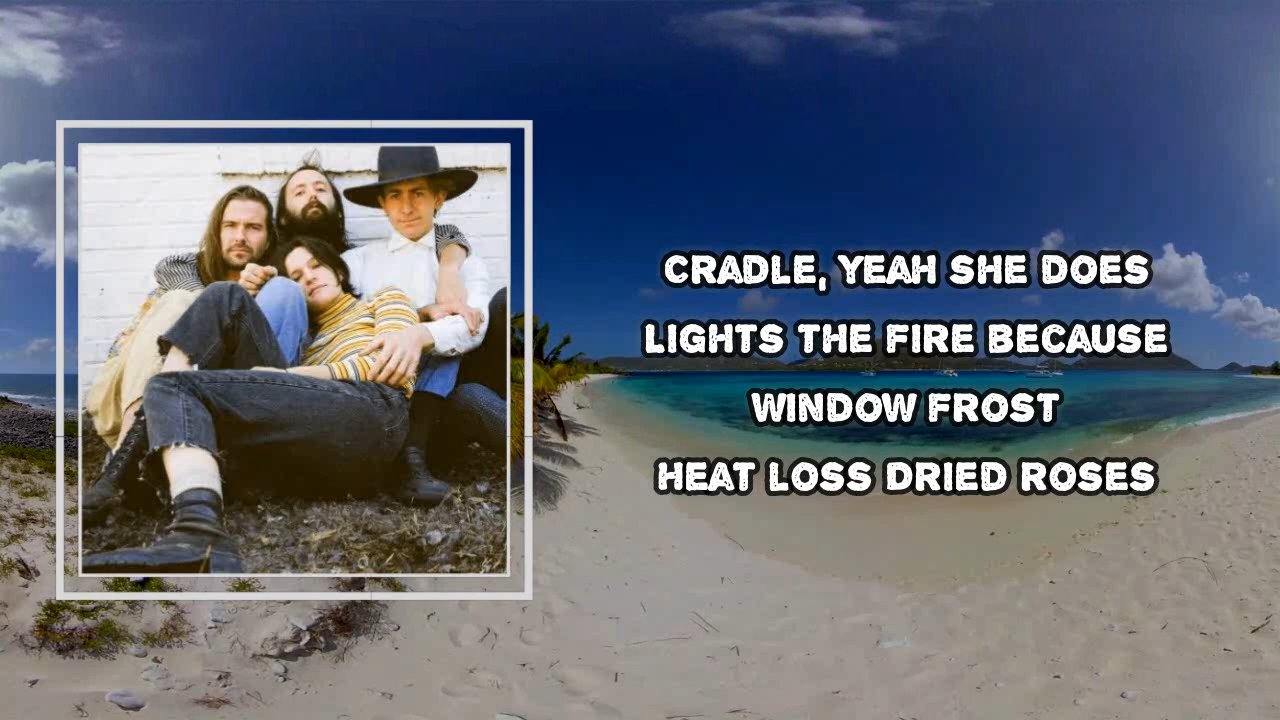 CRADLE, YEAH SHE DOES
LIGHTS THE FIRE BECAUSE
WINDOW FROST
HEAT LOSS DRIED ROSES